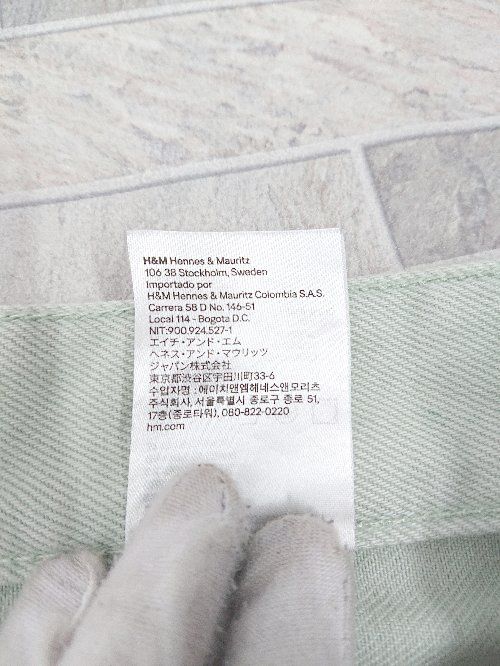 H&M Hennes & Mauritz
106 38 Stockholm, Sweden
Importado por
H&M Hennes & Mauritz Colombia S.A.S.
Carrera 58 D No. 146-51
Local 114 - Bogota D.C.
NIT:900.924.527-1
エイチ・アンド・エム
ヘネス・アンド・マウリッツ
ジャパン株式会社
東京都渋谷区宇田川町33-6
수입자명 : 에이치앤엠헤네스앤모리츠
주식회사, 서울특별시 종로구 종로 51,
17층(종로타워), 080-822-0220
hm.com